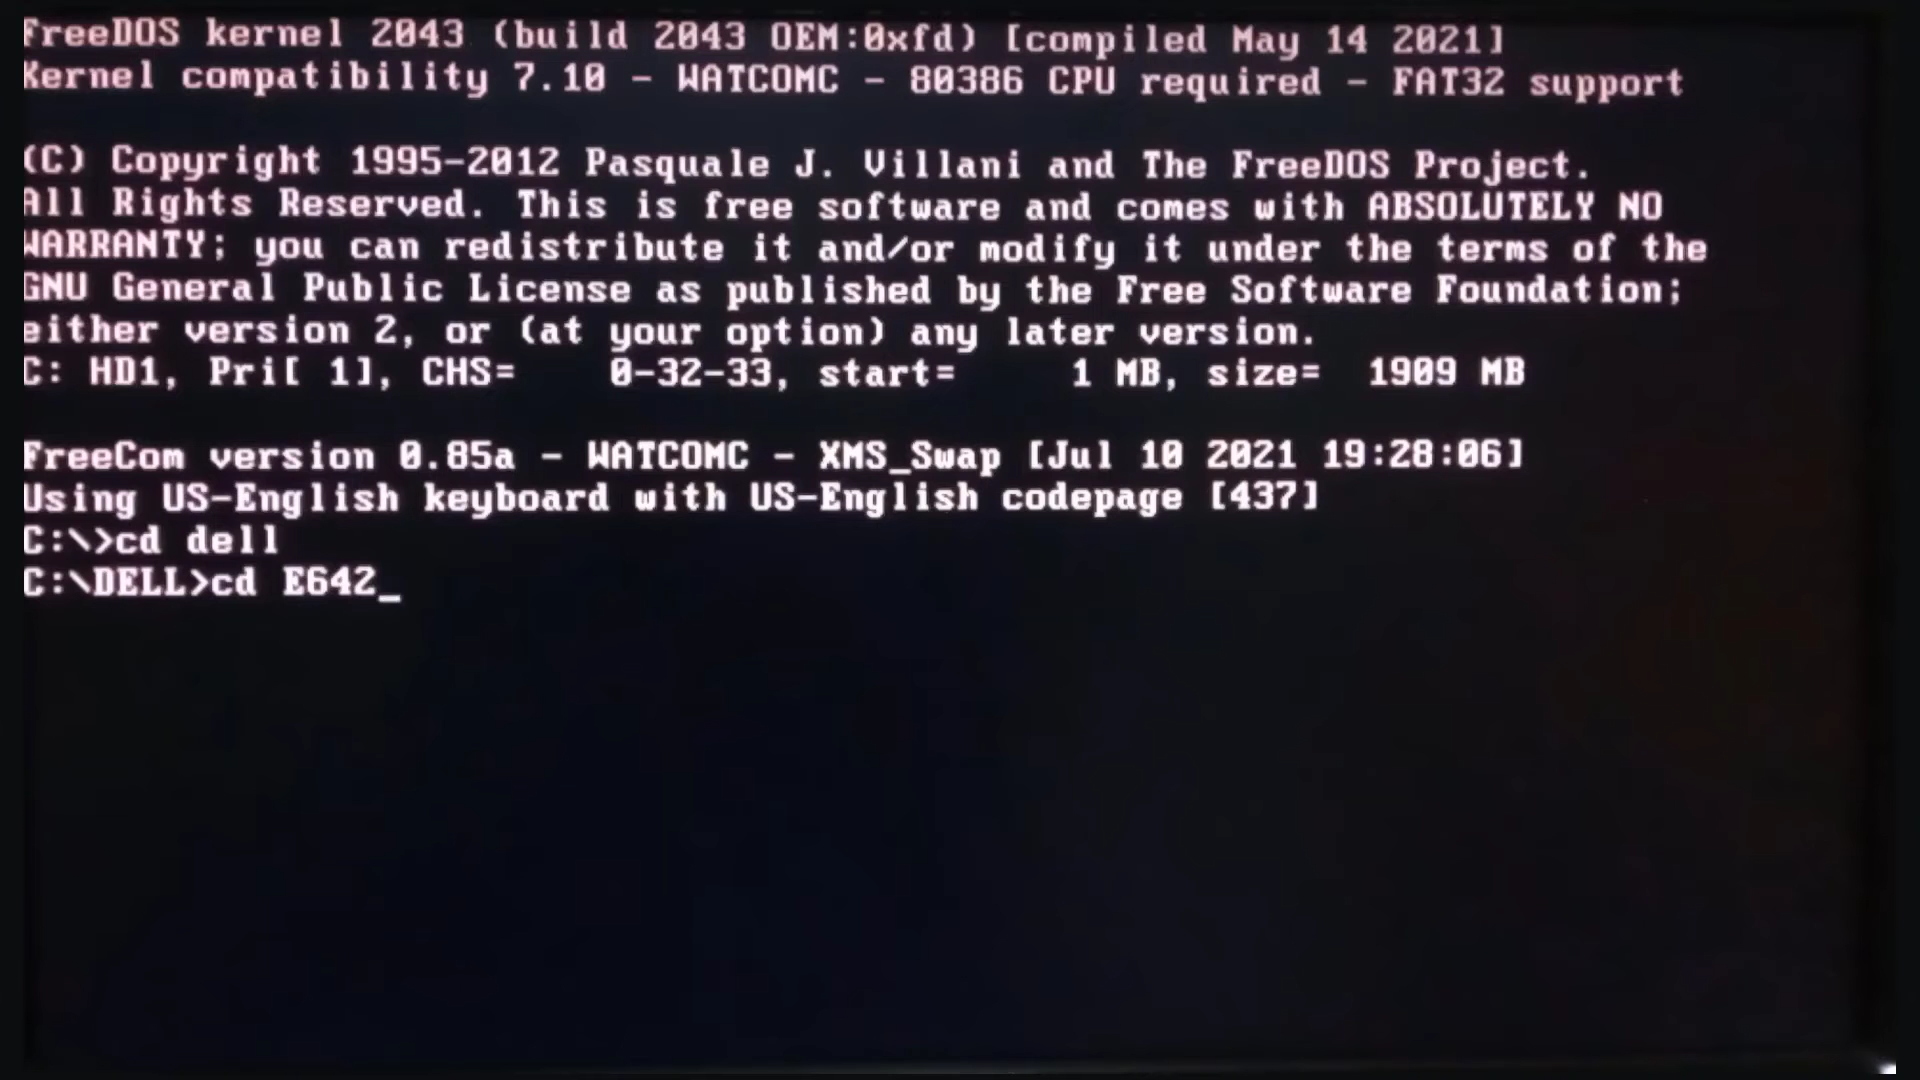 FreeDOS kernel 2043 (build 2043 OEM:0xfd) [compiled May 14 2021]
Kernel compatibility 7.10 - WATCOMC - 80386 CPU required - FAT32 support
(C) Copyright 1995-2012 Pasquale J. Villani and The FreeDOS Project.
All Rights Reserved. This is free software and comes with ABSOLUTELY NO
WARRANTY; you can redistribute it and/or modify it under the terms of the
GNU General Public License as published by the Free Software Foundation;
either version 2, or (at your option) any later version.
C: HD1, Pri[ 1], CHS=    0-32-33, start=     1 MB, size=  1909 MB
FreeCom version 0.85a - WATCOMC - XMS_Swap [Jul 10 2021 19:28:06]
Using US-English keyboard with US-English codepage [437]
C:\>cd dell
C:\DELL>cd E642_